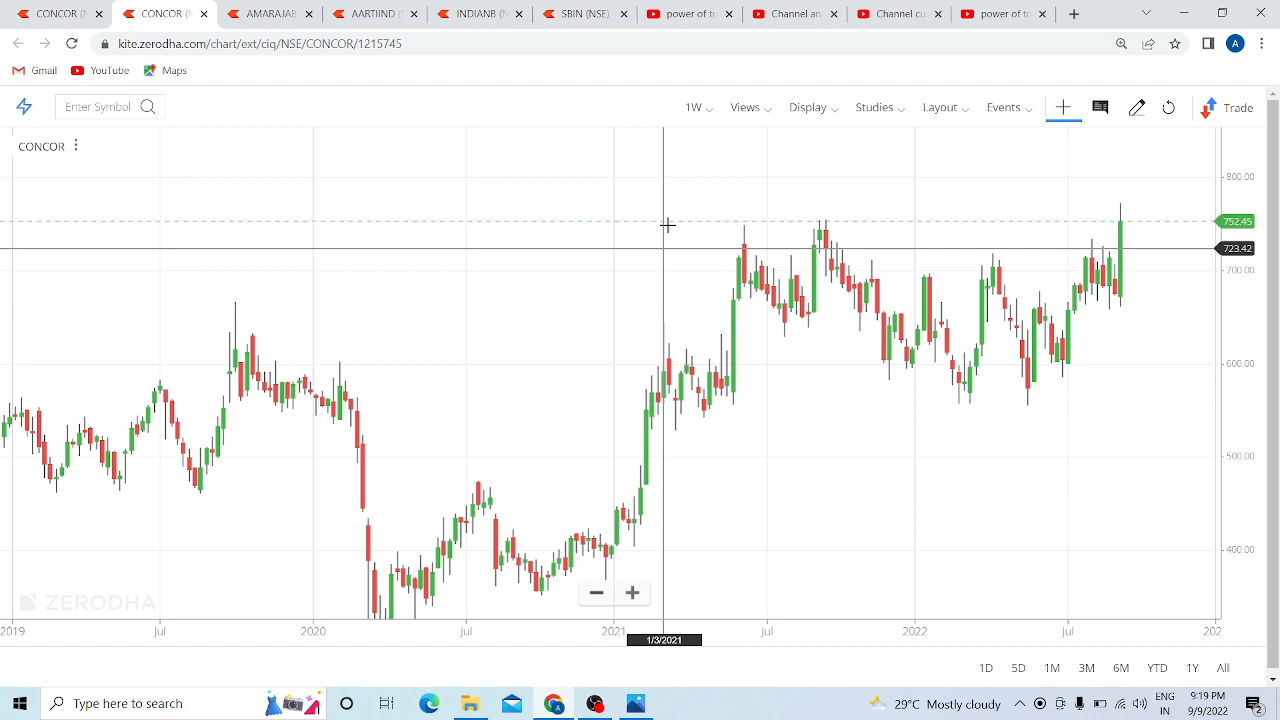 CONCOR (N
CONCOR (N
AMARAJAB
ARTIND (
INDIANB (N
SBIN (NSE)
power of tr
Channel an
Channel cu
power of tr
kite.zerodha.com/chart/ext/ciq/NSE/CONCOR/1215745
A
Gmail
YouTube
Maps
Enter Symbol
1W
Views
Display
Studies
Layout
Events
Trade
CONCOR
800.00
752.45
723.42
700.00
600.00
500.00
400.00
ZERODHA
2019
Jul
2020
Jul
2021
1/3/2021
Jul
2022
Jul
202
1D
5D
1M
3M
6M
YTD
1Y
All
Type here to search
23°C Mostly cloudy
ENG
IN
9:19 PM
9/9/2022
2